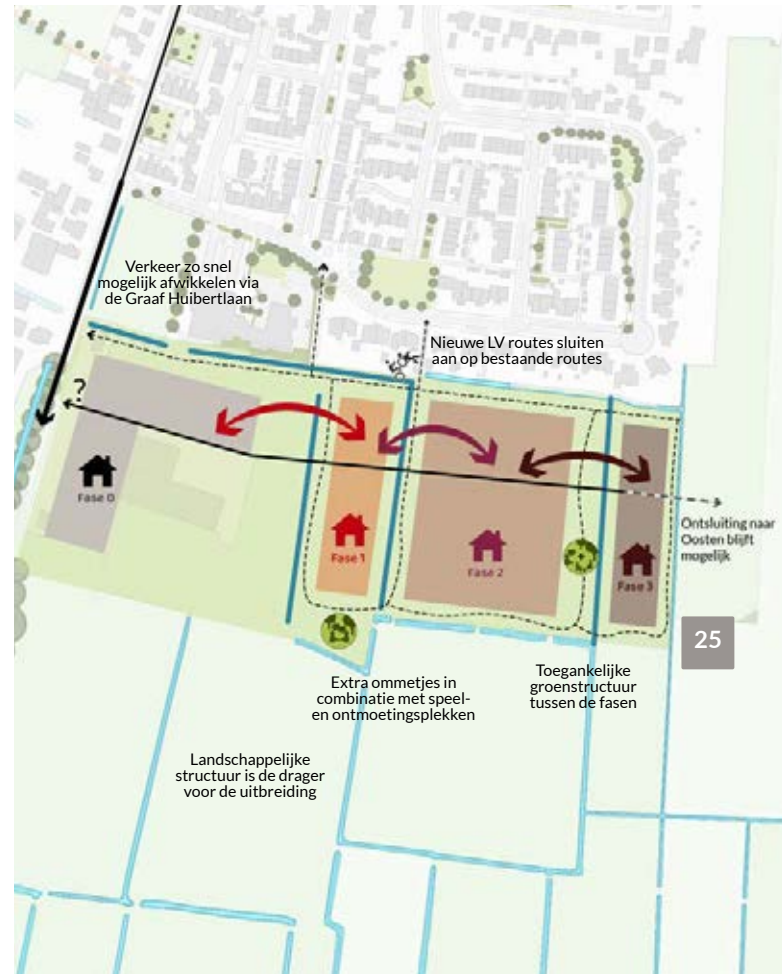 Verkeer zo snel
mogelijk afwikkelen via
de Graaf Huibertlaan
Nieuwe LV routes sluiten
aan op bestaande routes
?
Fase 0
Fase 1
Fase 2
Fase 3
Ontsluiting naar
Oosten blijft
mogelijk
25
Extra ommetjes in
combinatie met speel-
en ontmoetingsplekken
Toegankelijke
groenstructuur
tussen de fasen
Landschappelijke
structuur is de drager
voor de uitbreiding